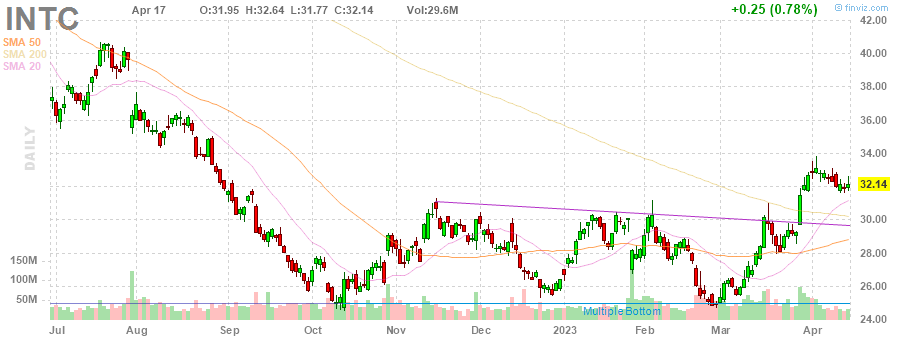 INTC
Apr 17 O:31.95 H:32.64 L:31.77 C:32.14 Vol:29.6M +0.25 (0.78%)
© finviz.com
SMA 50
SMA 200
SMA 20
DAILY
42.00
40.00
38.00
36.00
34.00
32.14
30.00
28.00
26.00
24.00
150M
100M
50M
Multiple Bottom
Jul Aug Sep Oct Nov Dec 2023 Feb Mar Apr